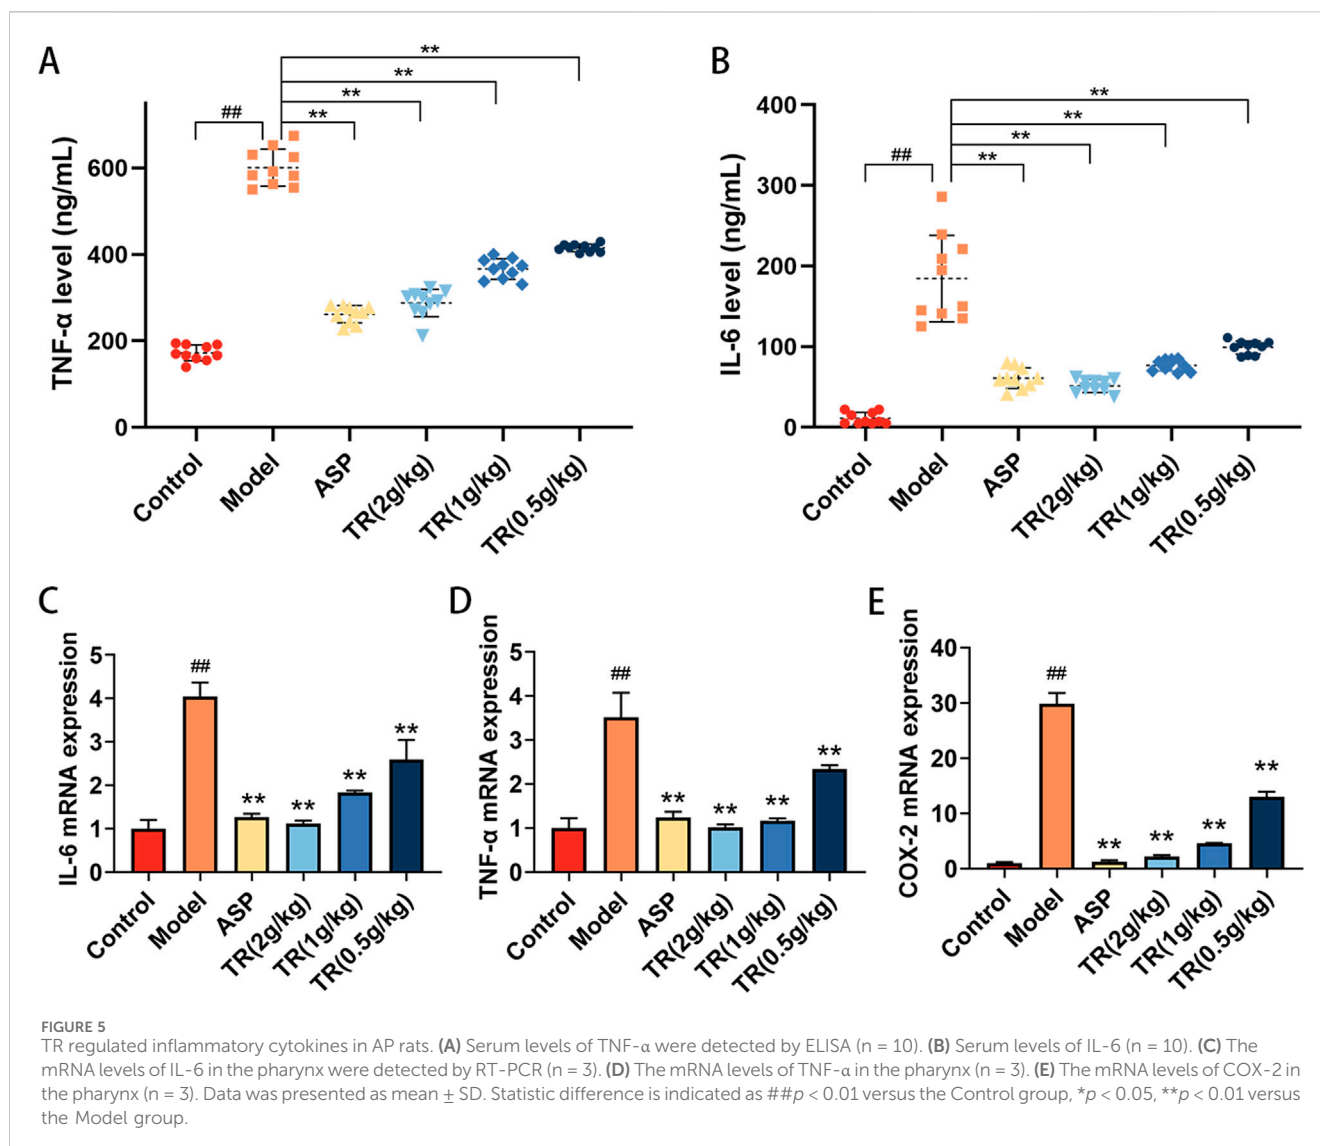 A
TNF-α level (ng/mL)
600
400
200
0
##
**
**
**
**
Control
Model
ASP
TR(2g/kg)
TR(1g/kg)
TR(0.5g/kg)
B
IL-6 level (ng/mL)
400
300
200
100
0
##
**
**
**
**
Control
Model
ASP
TR(2g/kg)
TR(1g/kg)
TR(0.5g/kg)
C
IL-6 mRNA expression
5
4
3
2
1
0
##
**
**
**
**
Control
Model
ASP
TR(2g/kg)
TR(1g/kg)
TR(0.5g/kg)
D
TNF-α mRNA expression
5
4
3
2
1
0
##
**
**
**
**
Control
Model
ASP
TR(2g/kg)
TR(1g/kg)
TR(0.5g/kg)
E
COX-2 mRNA expression
40
30
20
10
0
##
**
**
**
**
Control
Model
ASP
TR(2g/kg)
TR(1g/kg)
TR(0.5g/kg)
FIGURE 5
TR regulated inflammatory cytokines in AP rats. (A) Serum levels of TNF-α were detected by ELISA (n = 10). (B) Serum levels of IL-6 (n = 10). (C) The
mRNA levels of IL-6 in the pharynx were detected by RT-PCR (n = 3). (D) The mRNA levels of TNF-α in the pharynx (n = 3). (E) The mRNA levels of COX-2 in
the pharynx (n = 3). Data was presented as mean ± SD. Statistic difference is indicated as ##p < 0.01 versus the Control group, *p < 0.05, **p < 0.01 versus
the Model group.